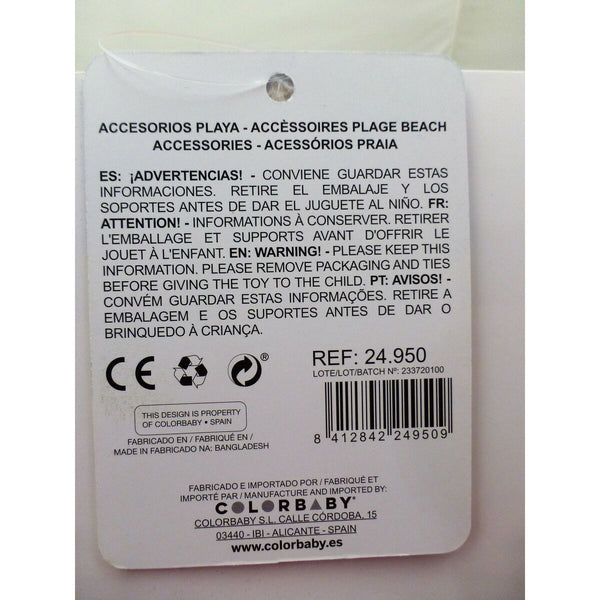 ACCESORIOS PLAYA - ACCÈSSOIRES PLAGE BEACH
ACCESSORIES - ACESSÓRIOS PRAIA
ES: ¡ADVERTENCIAS! - CONVIENE GUARDAR ESTAS
INFORMACIONES. RETIRE EL EMBALAJE Y LOS
SOPORTES ANTES DE DAR EL JUGUETE AL NIÑO. FR:
ATTENTION! - INFORMATIONS À CONSERVER. RETIRER
L'EMBALLAGE ET SUPPORTS AVANT D'OFFRIR LE
JOUET À L'ENFANT. EN: WARNING! - PLEASE KEEP THIS
INFORMATION. PLEASE REMOVE PACKAGING AND TIES
BEFORE GIVING THE TOY TO THE CHILD. PT: AVISOS! -
CONVÉM GUARDAR ESTAS INFORMAÇÕES. RETIRE A
EMBALAGEM E OS SUPORTES ANTES DE DAR O
BRINQUEDO À CRIANÇA.
CE
REF: 24.950
LOTE/LOT/BATCH Nº: 233720100
THIS DESIGN IS PROPERTY
OF COLORBABY • SPAIN
FABRICADO EN / FABRIQUÉ EN /
MADE IN FABRICADO NA: BANGLADESH
8 412842 249509
FABRICADO E IMPORTADO POR / FABRIQUÉ ET
IMPORTÉ PAR / MANUFACTURE AND IMPORTED BY:
COLORBABY®
COLORBABY S.L. CALLE CÓRDOBA, 15
03440 - IBI - ALICANTE - SPAIN
www.colorbaby.es